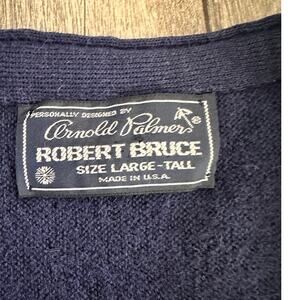 PERSONALLY DESIGNED BY
Arnold Palmer
ROBERT BRUCE
SIZE LARGE-TALL
MADE IN U.S.A.